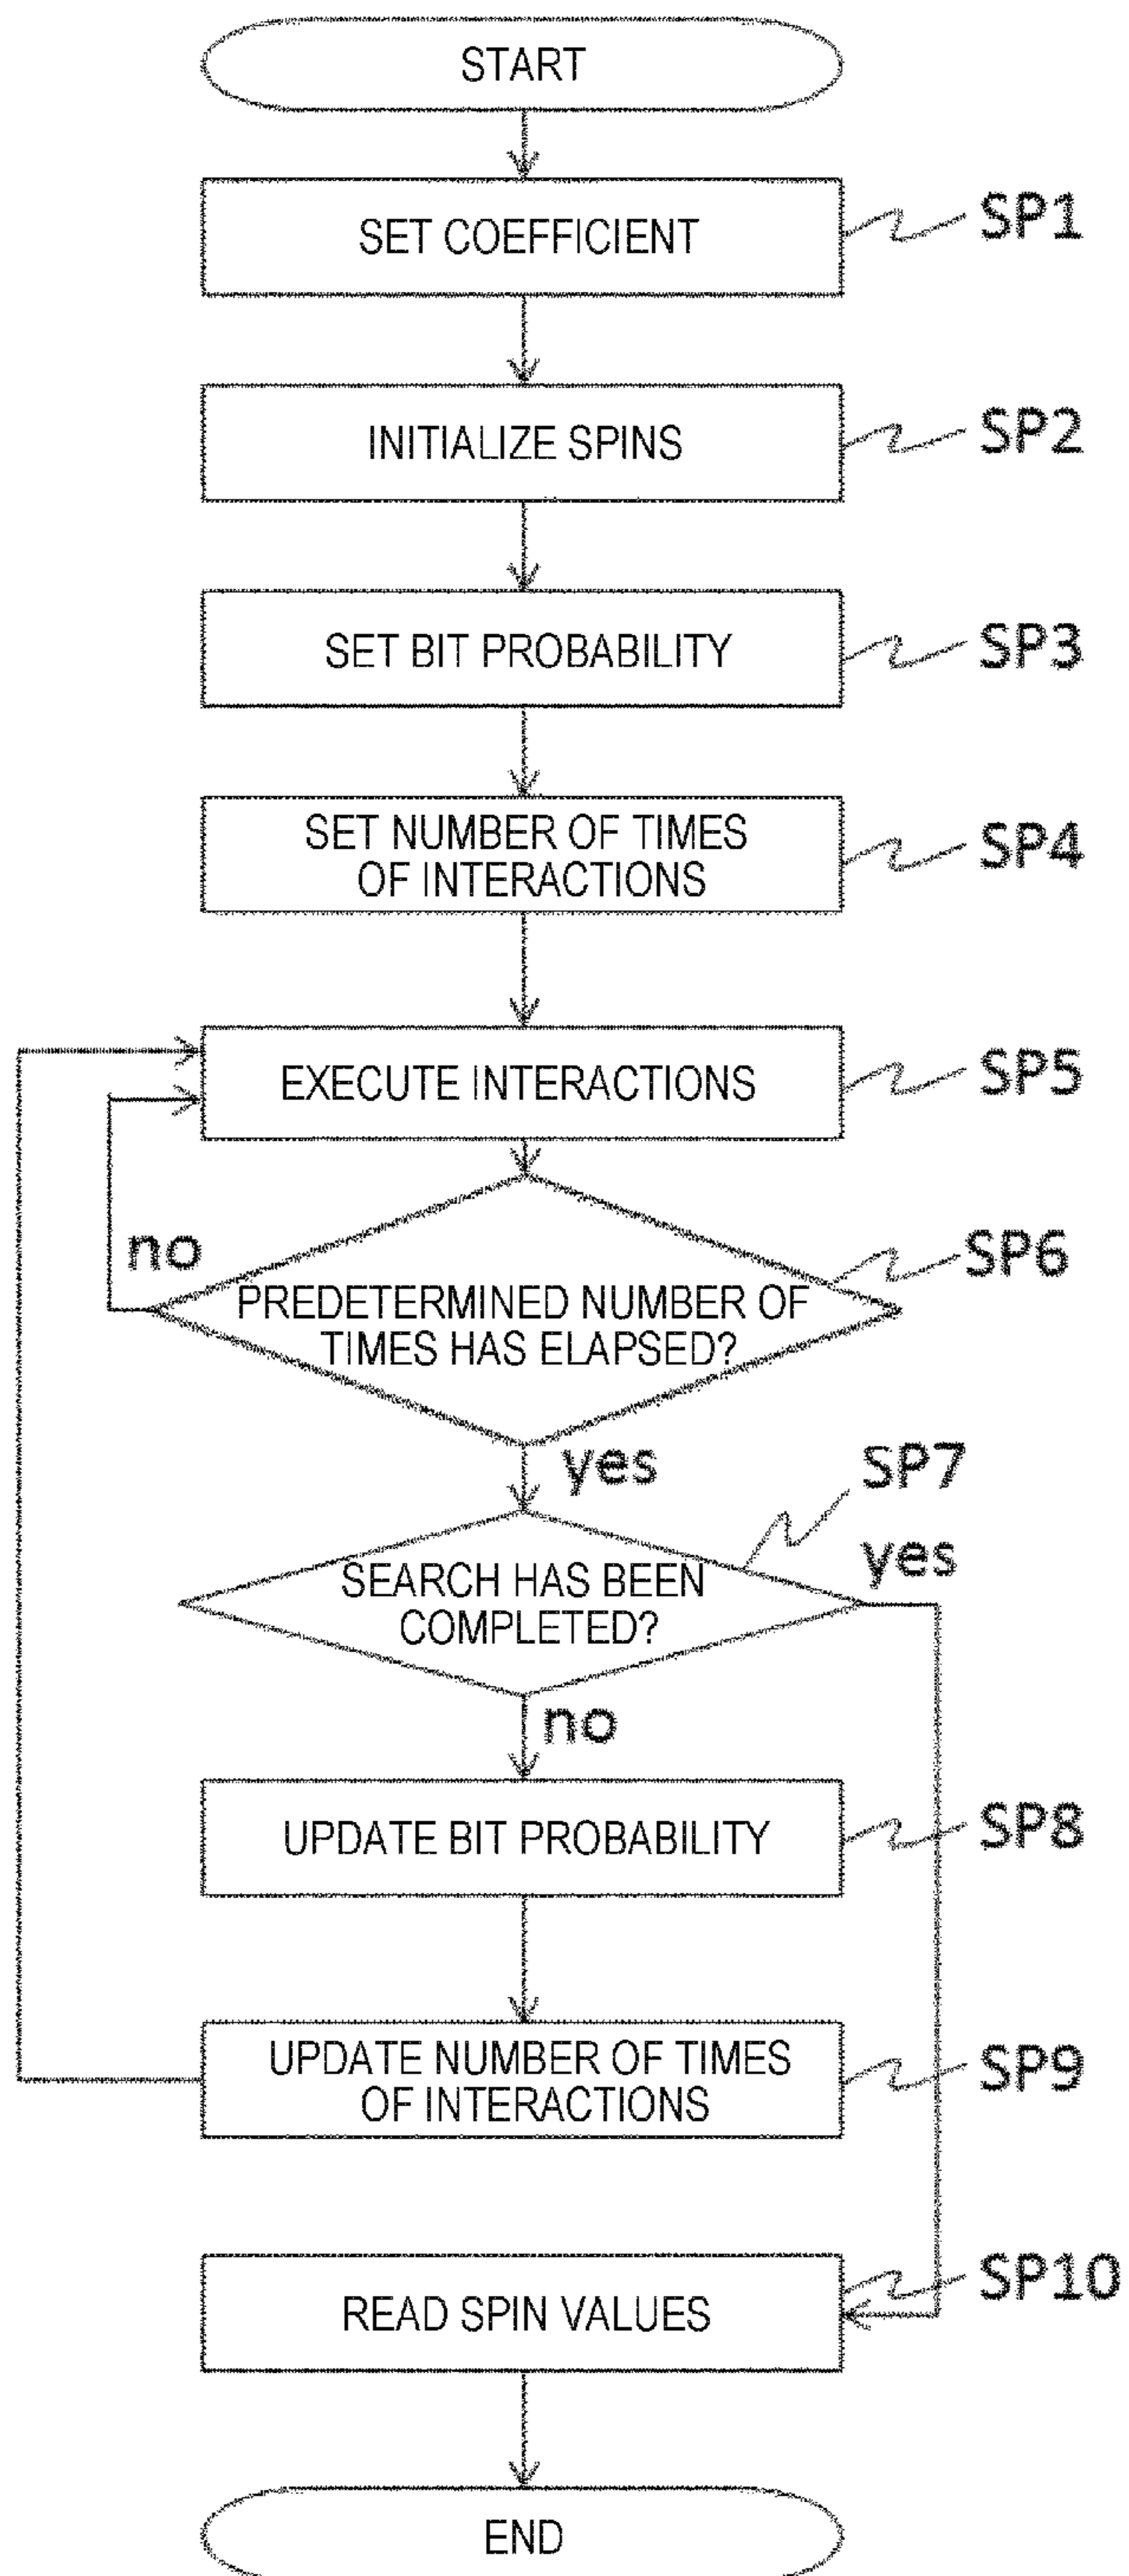 START
SET COEFFICIENT
SP1
INITIALIZE SPINS
SP2
SET BIT PROBABILITY
SP3
SET NUMBER OF TIMES
OF INTERACTIONS
SP4
EXECUTE INTERACTIONS
SP5
no
SP6
PREDETERMINED NUMBER OF
TIMES HAS ELAPSED?
yes
SP7
yes
SEARCH HAS BEEN
COMPLETED?
no
UPDATE BIT PROBABILITY
SP8
UPDATE NUMBER OF TIMES
OF INTERACTIONS
SP9
READ SPIN VALUES
SP10
END